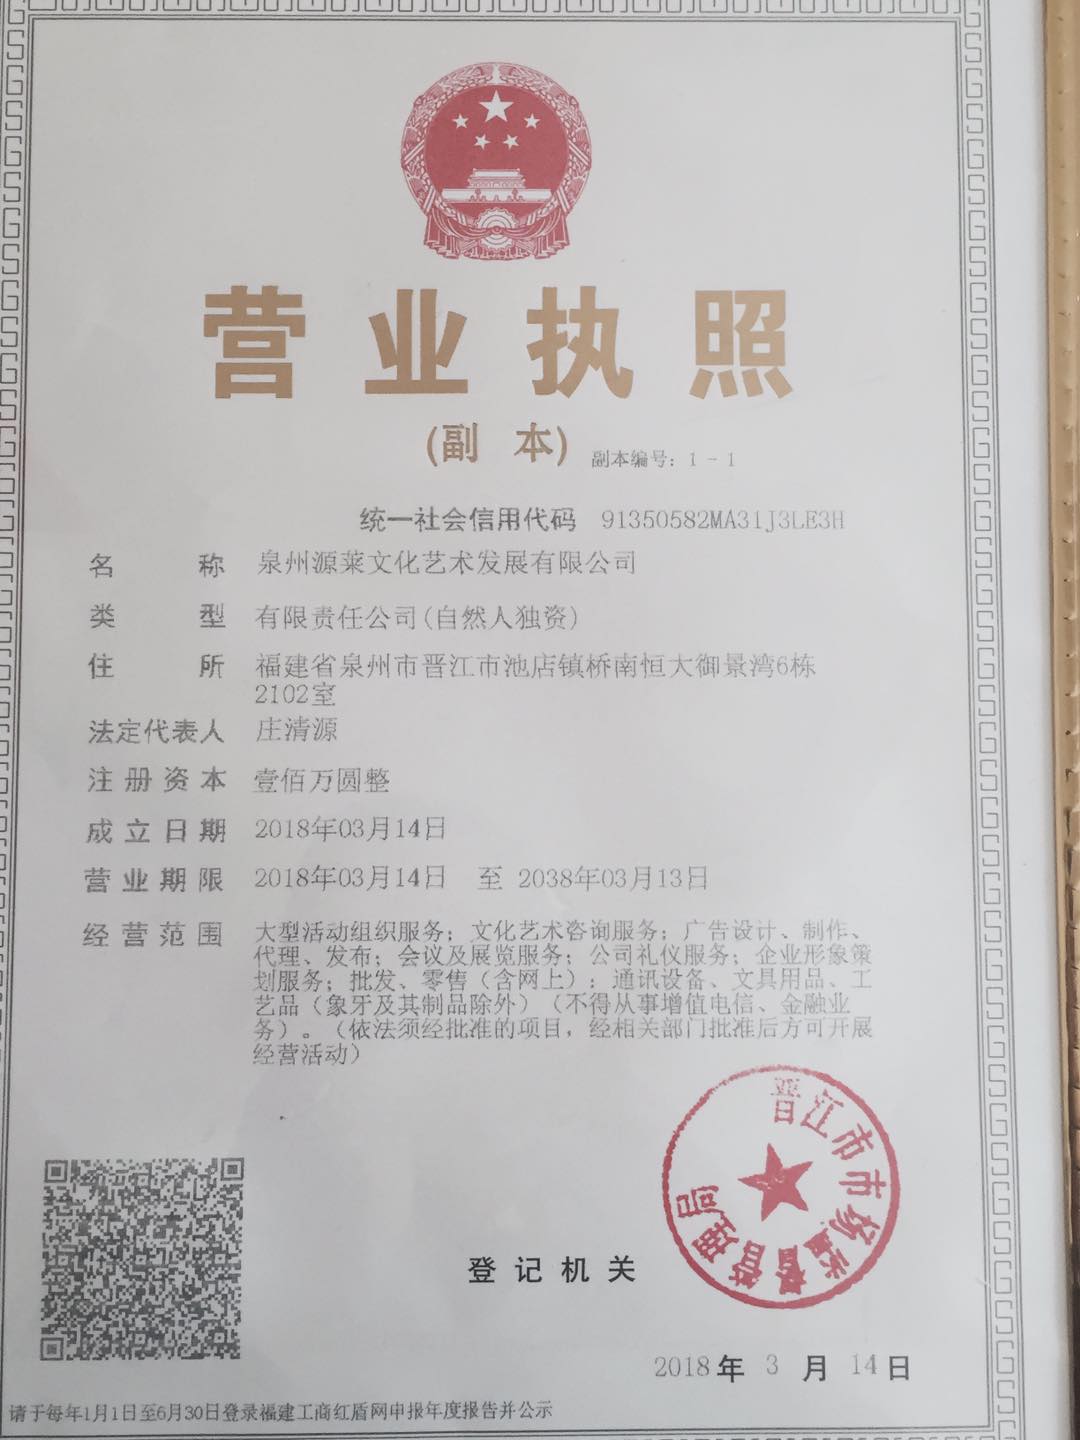 营业执照
(副 本) 副本编号：1-1
统一社会信用代码 91350582MA31J3LE3H
名称 泉州源莱文化艺术发展有限公司
类型 有限责任公司(自然人独资)
住所 福建省泉州市晋江市池店镇桥南恒大御景湾6栋
2102室
法定代表人 庄清源
注册资本 壹佰万圆整
成立日期 2018年03月14日
营业期限 2018年03月14日 至 2038年03月13日
经营范围 大型活动组织服务；文化艺术咨询服务；广告设计、制作、
代理、发布；会议及展览服务；公司礼仪服务；企业形象策
划服务；批发、零售（含网上）：通讯设备、文具用品、工
艺品（象牙及其制品除外）（不得从事增值电信、金融业
务）。（依法须经批准的项目，经相关部门批准后方可开展
经营活动）
晋江市市场监督管理局
登记机关
2018年 3月 14日
请于每年1月1日至6月30日登录福建工商红盾网申报年度报告并公示